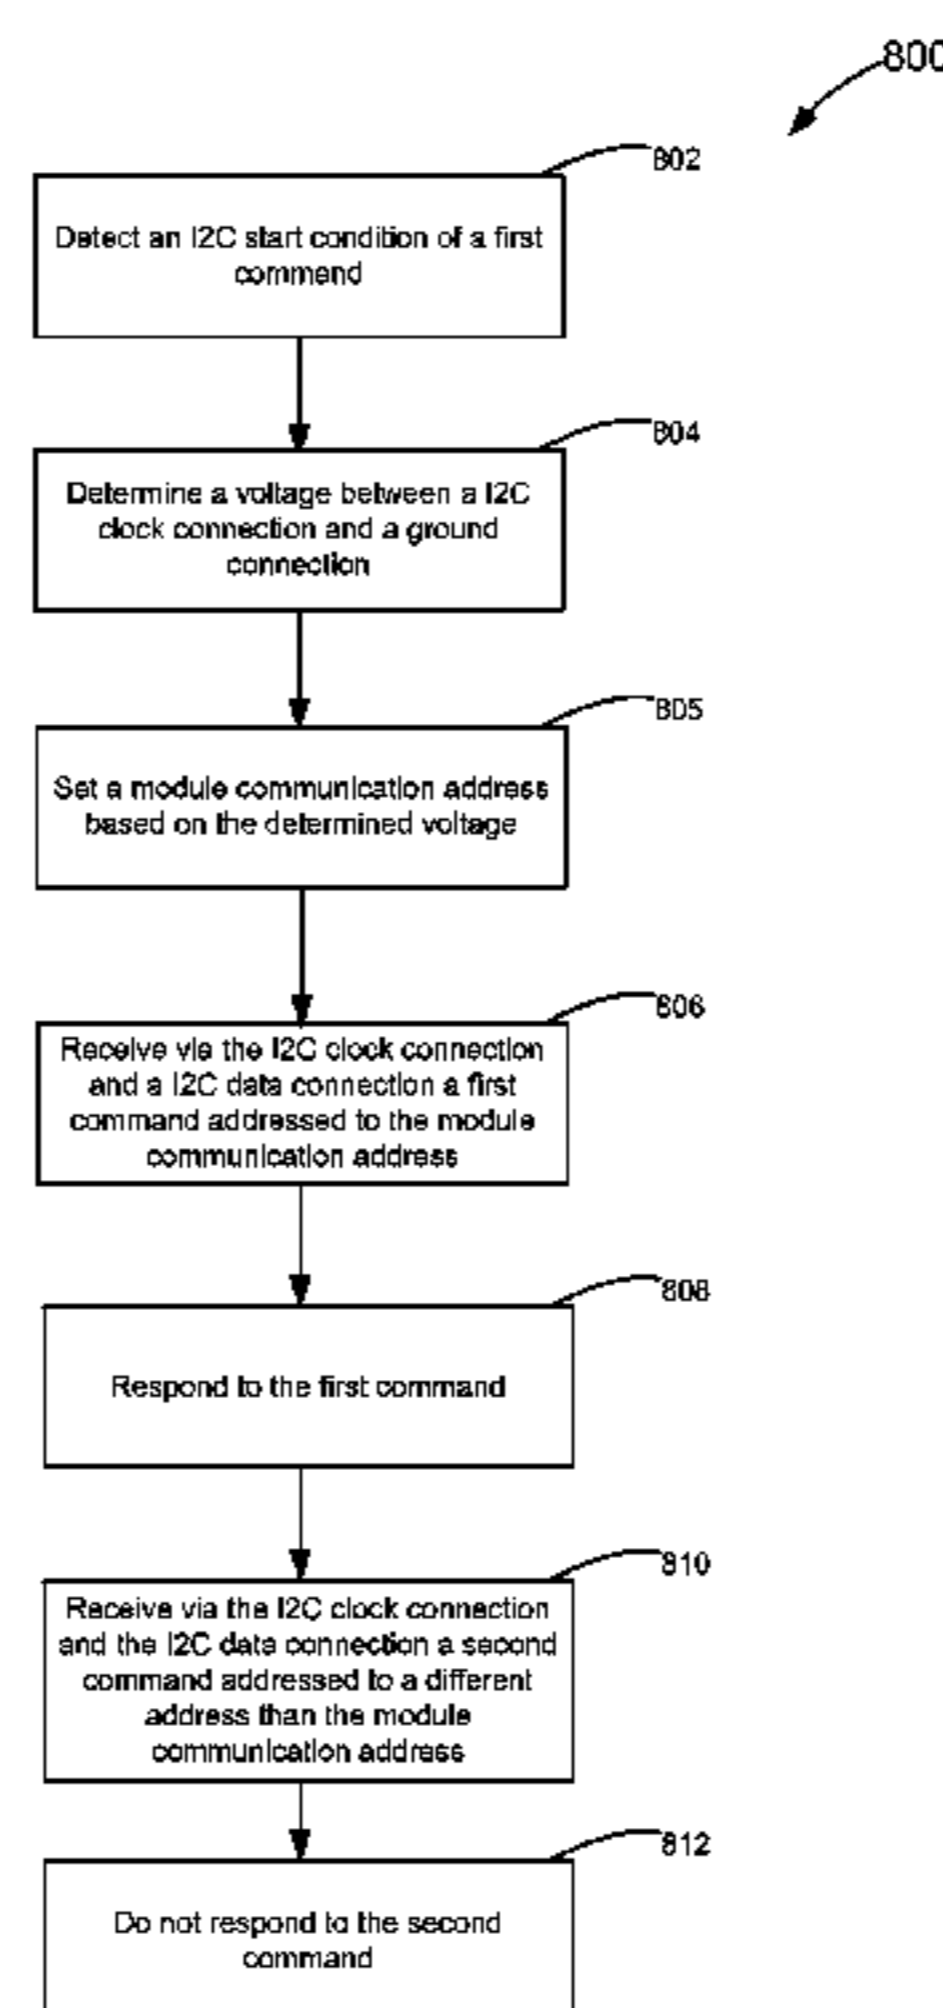 800
802
Detect an I2C start condition of a first
command
804
Determine a voltage between a I2C
clock connection and a ground
connection
805
Set a module communication address
based on the determined voltage
806
Receive via the I2C clock connection
and a I2C data connection a first
command addressed to the module
communication address
808
Respond to the first command
810
Receive via the I2C clock connection
and the I2C data connection a second
command addressed to a different
address than the module
communication address
812
Do not respond to the second
command